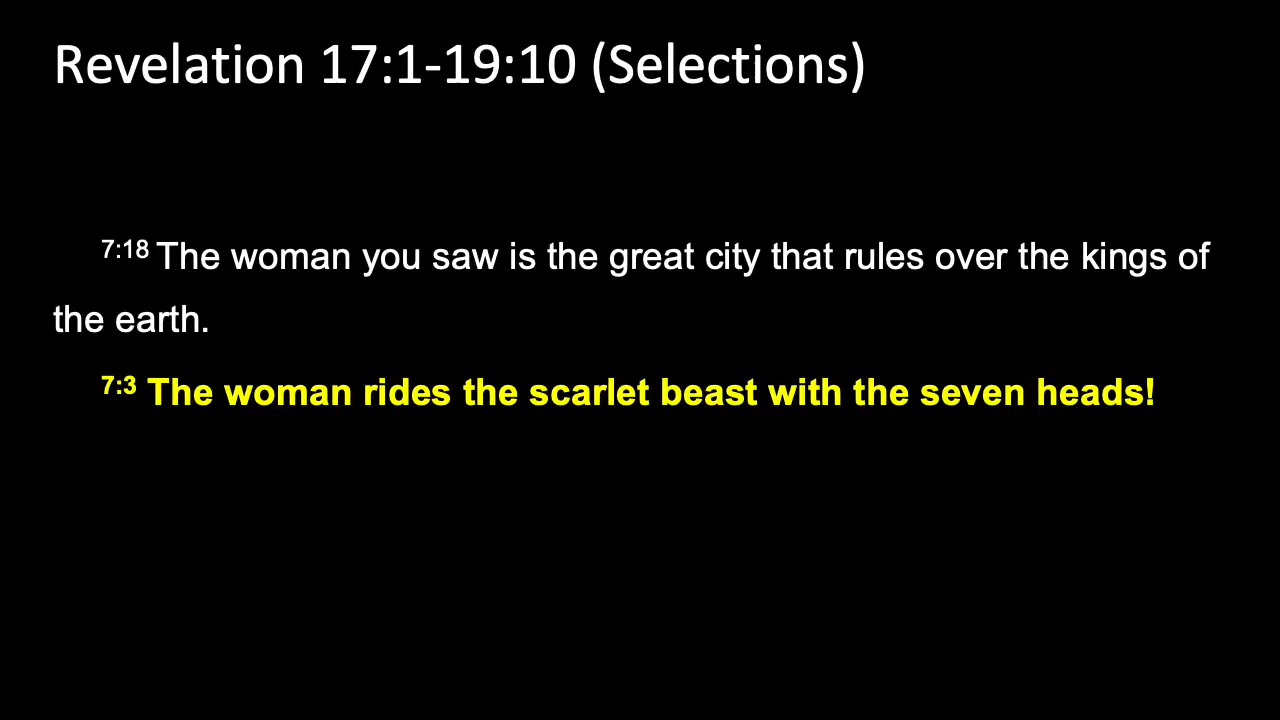 Revelation 17:1-19:10 (Selections)
7:18 The woman you saw is the great city that rules over the kings of
the earth.
7:3 The woman rides the scarlet beast with the seven heads!